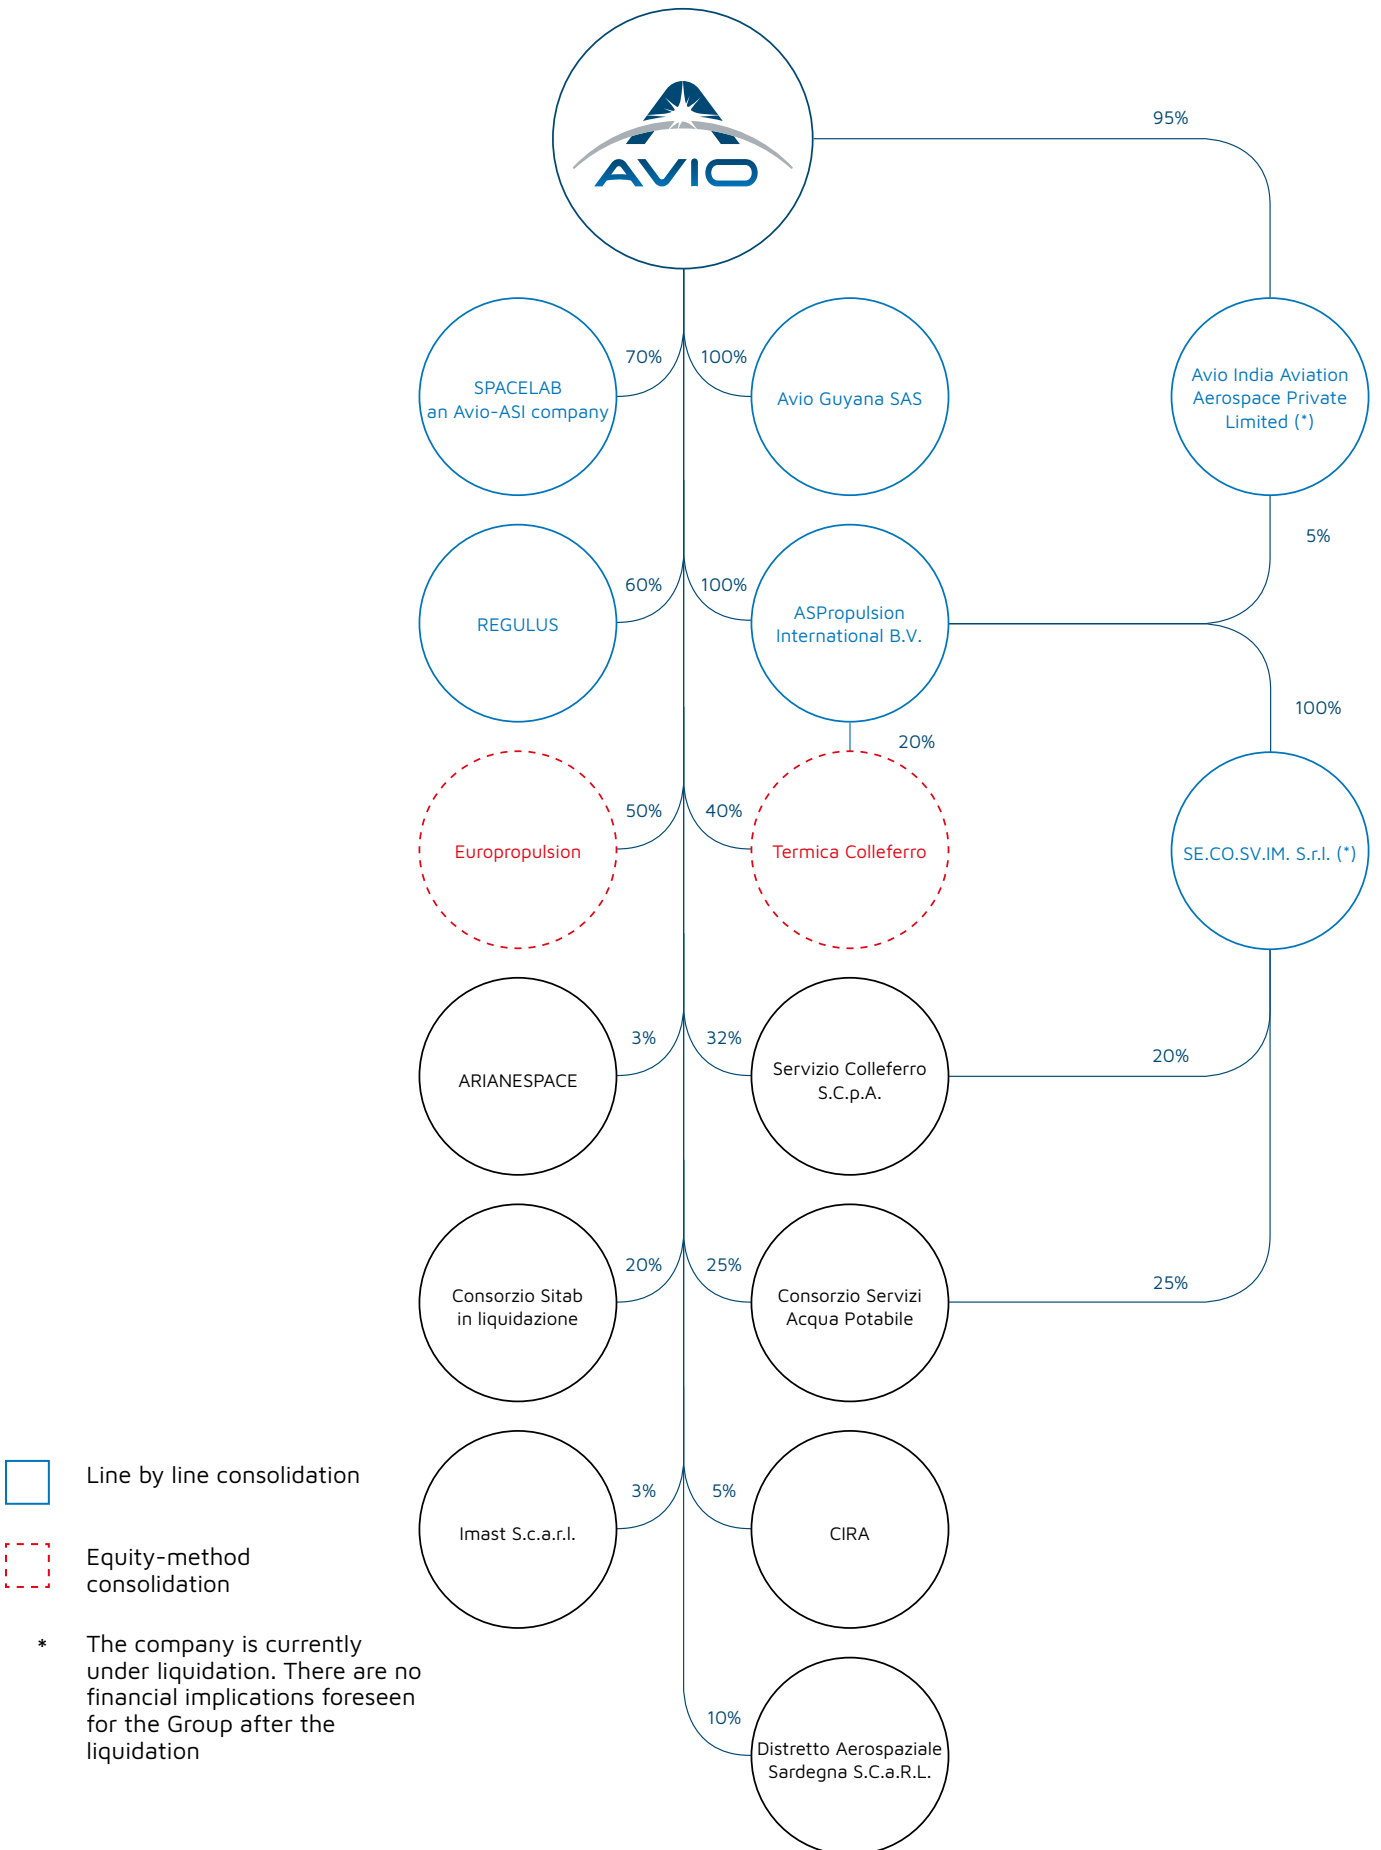 AVIO
95%
70%
100%
SPACELAB
an Avio-ASI company
Avio Guyana SAS
Avio India Aviation
Aerospace Private
Limited (*)
5%
60%
100%
REGULUS
ASPropulsion
International B.V.
100%
20%
50%
40%
Europropulsion
Termica Colleferro
SE.CO.SV.IM. S.r.l. (*)
3%
32%
20%
ARIANESPACE
Servizio Colleferro
S.C.p.A.
20%
25%
25%
Consorzio Sitab
in liquidazione
Consorzio Servizi
Acqua Potabile
3%
5%
Imast S.c.a.r.l.
CIRA
10%
Distretto Aerospaziale
Sardegna S.C.a.R.L.
Line by line consolidation
Equity-method
consolidation
* The company is currently
under liquidation. There are no
financial implications foreseen
for the Group after the
liquidation